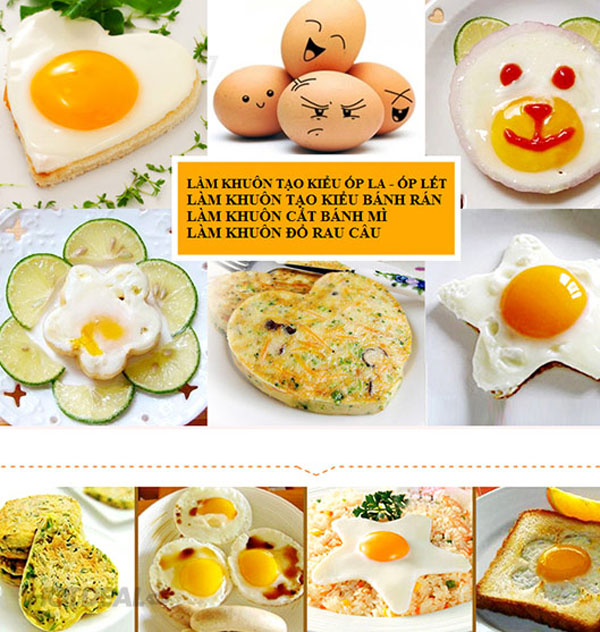 LÀM KHUÔN TẠO KIỂU ỐP LA - ỐP LẾT
LÀM KHUÔN TẠO KIỂU BÁNH RÁN
LÀM KHUÔN CẮT BÁNH MÌ
LÀM KHUÔN ĐỔ RAU CÂU